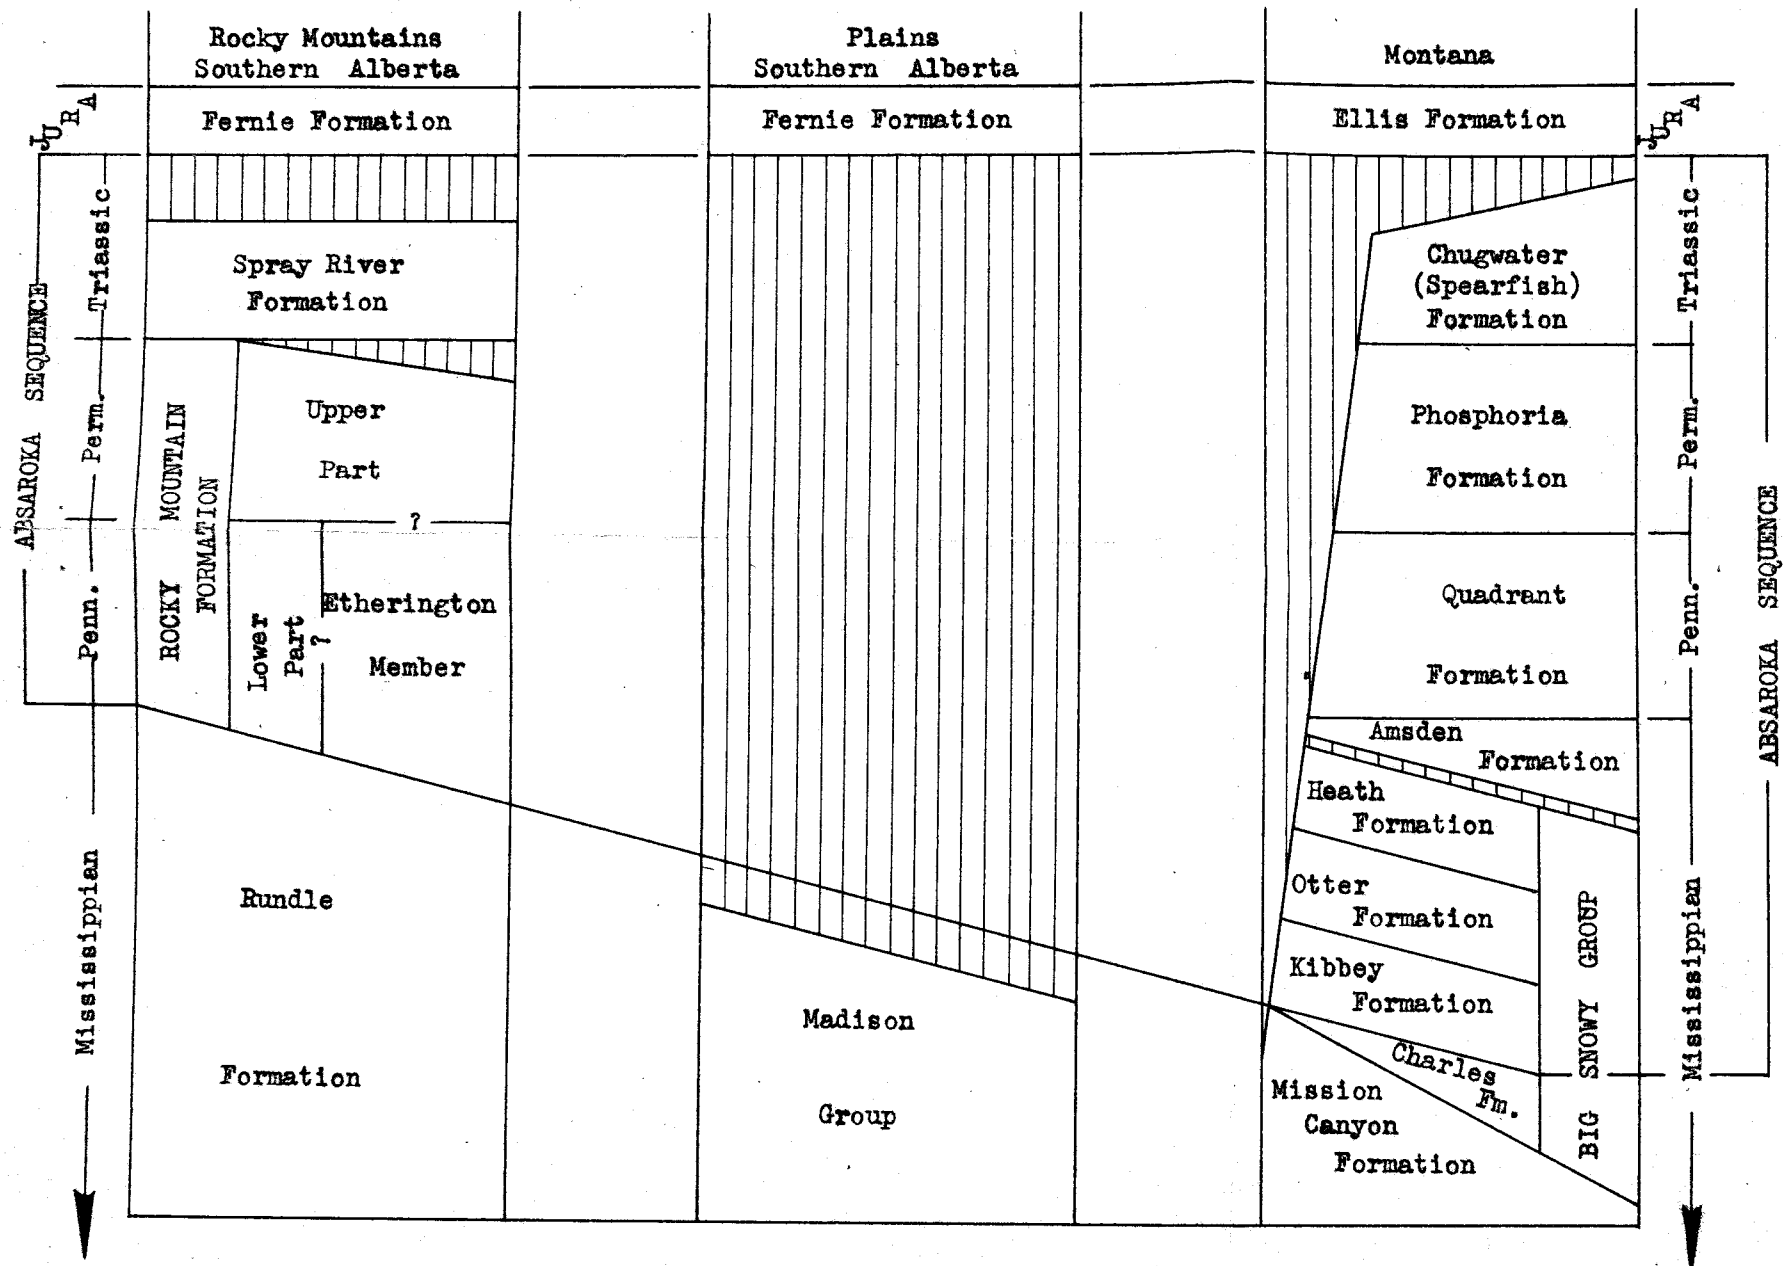 Rocky Mountains
Southern Alberta
Plains
Southern Alberta
Montana
JURA
Fernie Formation
Fernie Formation
Ellis Formation
JURA
ABSAROKA SEQUENCE
Triassic
Perm.
Penn.
Mississippian
Spray River
Formation
ROCKY MOUNTAIN
FORMATION
Upper
Part
?
Lower
Part
?
Etherington
Member
Rundle
Formation
Madison
Group
Chugwater
(Spearfish)
Formation
Phosphoria
Formation
Quadrant
Formation
Amsden
Formation
Heath
Formation
Otter
Formation
Kibbey
Formation
Charles
Fm.
Mission
Canyon
Formation
BIG SNOWY GROUP
Triassic
Perm.
Penn.
Mississippian
ABSAROKA SEQUENCE